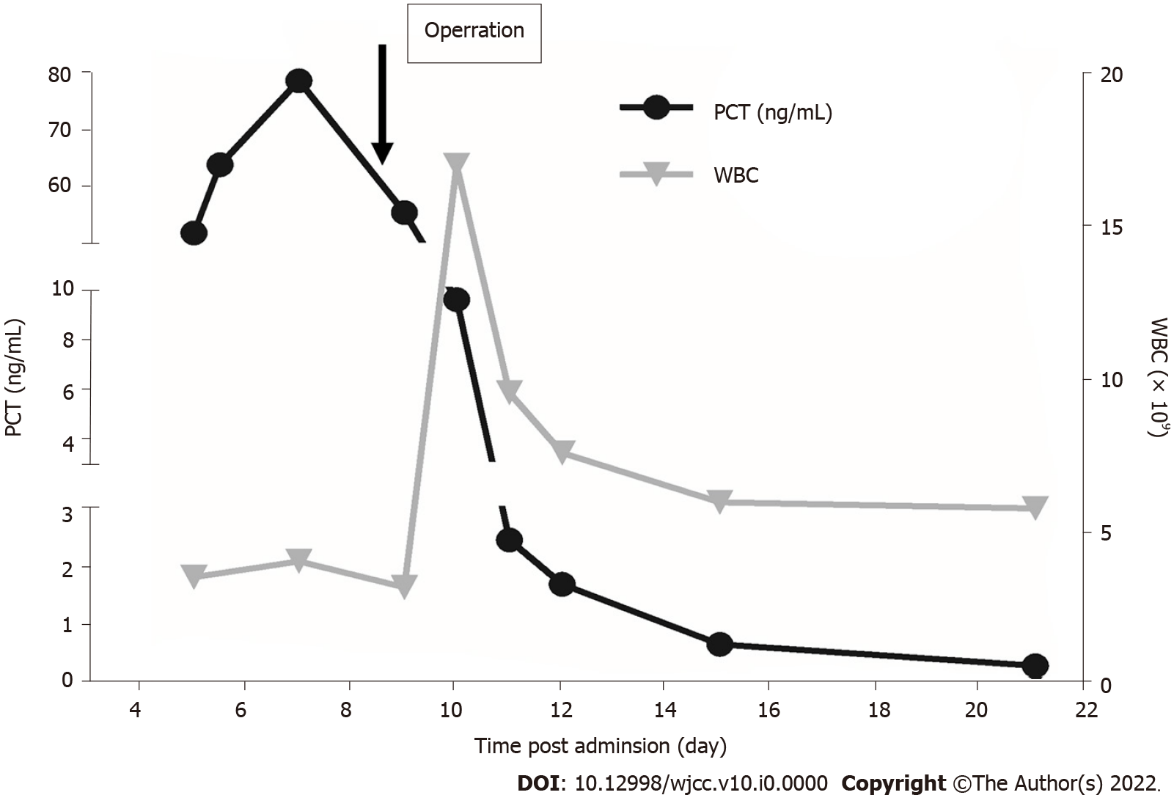 Operration
80
70
60
10
8
6
4
3
2
1
0
PCT (ng/mL)
PCT (ng/mL)
WBC
20
15
10
5
0
WBC (× 10⁹)
4 6 8 10 12 14 16 18 20 22
Time post adminsion (day)
DOI: 10.12998/wjcc.v10.i0.0000 Copyright ©The Author(s) 2022.